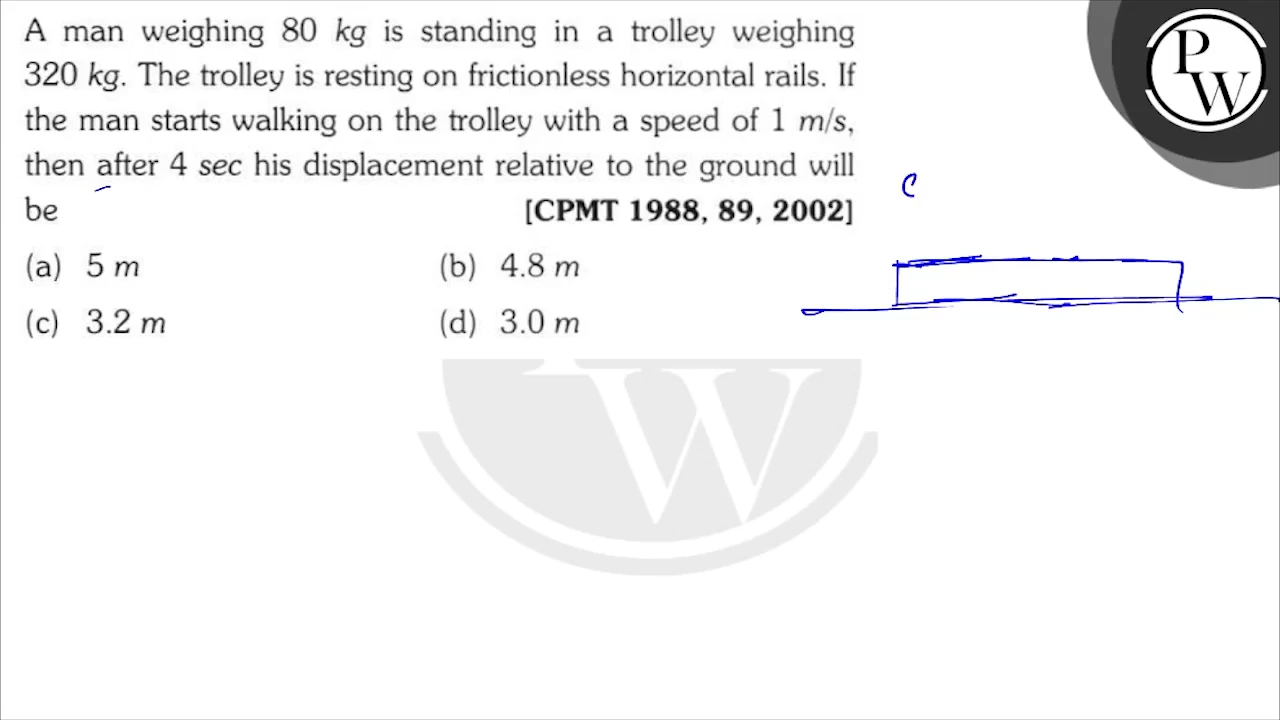 A man weighing 80 kg is standing in a trolley weighing
320 kg. The trolley is resting on frictionless horizontal rails. If
the man starts walking on the trolley with a speed of 1 m/s,
then after 4 sec his displacement relative to the ground will
be [CPMT 1988, 89, 2002]
(a) 5 m (b) 4.8 m
(c) 3.2 m (d) 3.0 m
P
W
W